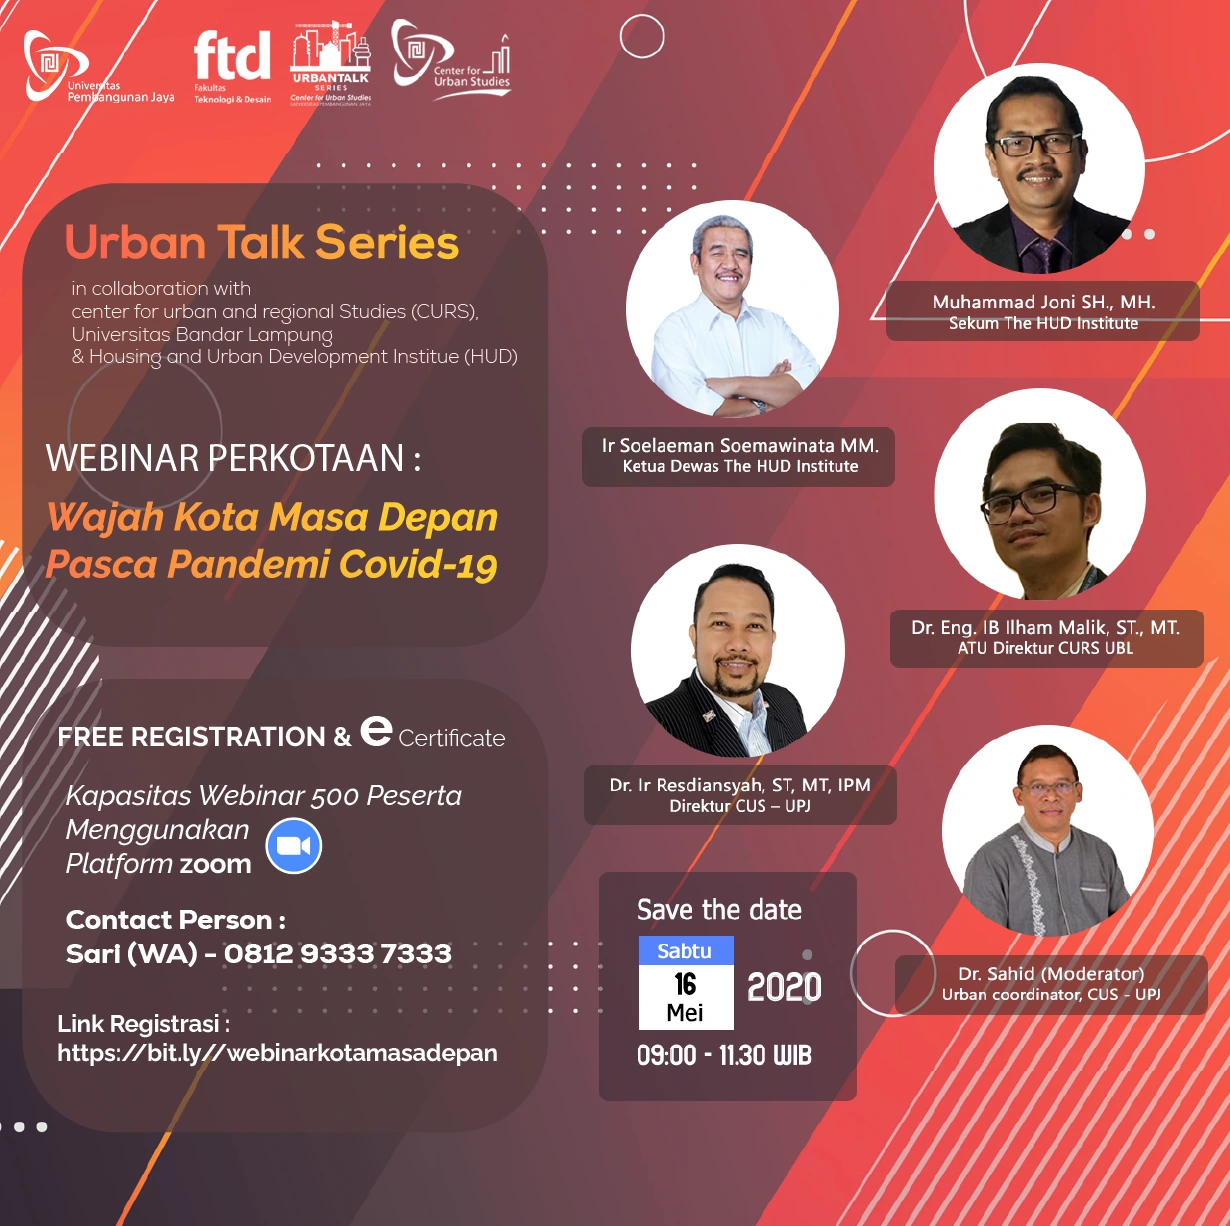 Universitas
Pembangunan Jaya
ftd
Fakultas
Teknologi & Desain
URBANTALK
SERIES
Center for Urban Studies
UNIVERSITAS PEMBANGUNAN JAYA
Center for
Urban Studies
Urban Talk Series
in collaboration with
center for urban and regional Studies (CURS),
Universitas Bandar Lampung
& Housing and Urban Development Institue (HUD)
WEBINAR PERKOTAAN :
Wajah Kota Masa Depan
Pasca Pandemi Covid-19
FREE REGISTRATION & e Certificate
Kapasitas Webinar 500 Peserta
Menggunakan
Platform zoom
Contact Person :
Sari (WA) - 0812 9333 7333
Link Registrasi :
https://bit.ly//webinarkotamasadepan
Muhammad Joni SH., MH.
Sekum The HUD Institute
Ir Soelaeman Soemawinata MM.
Ketua Dewas The HUD Institute
Dr. Eng. IB Ilham Malik, ST., MT.
ATU Direktur CURS UBL
Dr. Ir Resdiansyah, ST, MT, IPM
Direktur CUS – UPJ
Dr. Sahid (Moderator)
Urban coordinator, CUS - UPJ
Save the date
Sabtu
16
Mei
2020
09:00 - 11.30 WIB